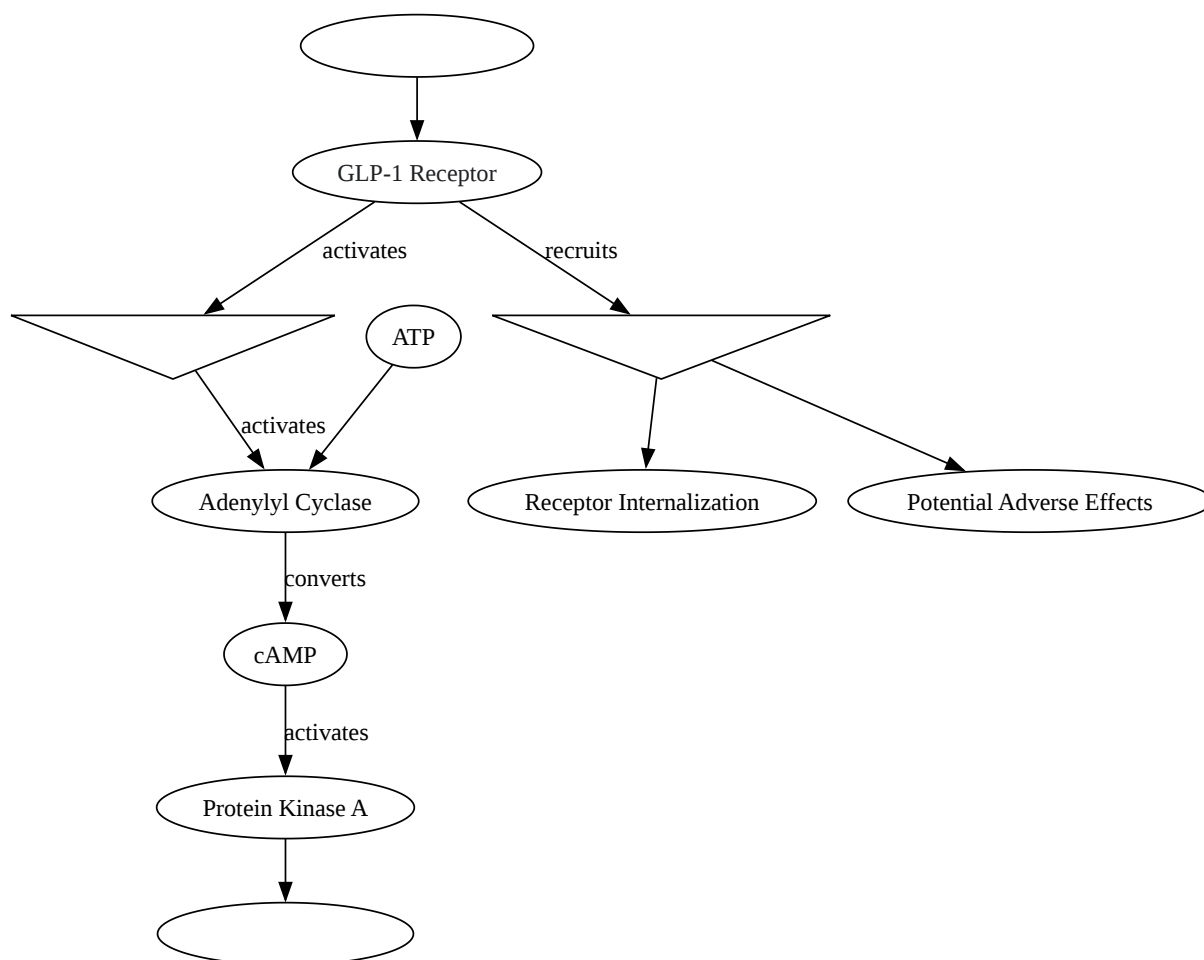 GLP-1 Receptor
activates
recruits
ATP
activates
Adenylyl Cyclase
Receptor Internalization
Potential Adverse Effects
converts
cAMP
activates
Protein Kinase A